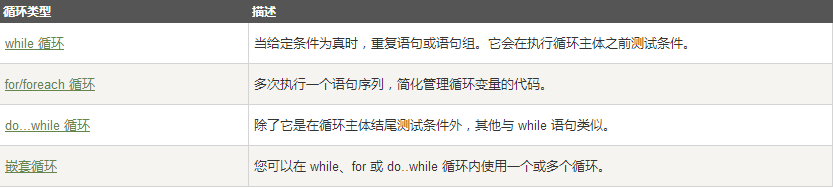 循环类型 描述
while 循环 当给定条件为真时，重复语句或语句组。它会在执行循环主体之前测试条件。
for/foreach 循环 多次执行一个语句序列，简化管理循环变量的代码。
do...while 循环 除了它是在循环主体结尾测试条件外，其他与 while 语句类似。
嵌套循环 您可以在 while、for 或 do..while 循环内使用一个或多个循环。